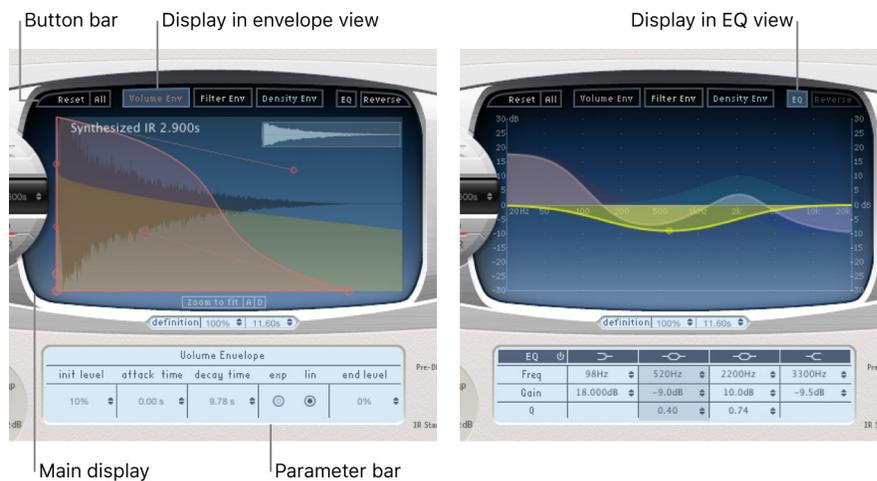 Button bar
Display in envelope view
Display in EQ view
Reset All Volume Env Filter Env Density Env EQ Reverse
Synthesized IR 2.900s
Zoom to fit A D
definition 100% 11.60s
Volume Envelope
init level attack time decay time exp lin end level
10% 0.00 s 9.78 s 0%
Pre-D
IR Sta
Main display
Parameter bar
Reset All Volume Env Filter Env Density Env EQ Reverse
30 dB 30
25 25
20 20
15 15
10 10
5 5
0 dB
20Hz 50 100 200 500 1kHz 2k 10k 20k
-5 -5
-10 -10
-15 -15
-20 -20
-25 -25
-30 -30
definition 100% 11.60s
EQ
Freq 98Hz 520Hz 2200Hz 3300Hz
Gain 18.000dB -9.0dB 10.0dB -9.5dB
Q 0.40 0.74